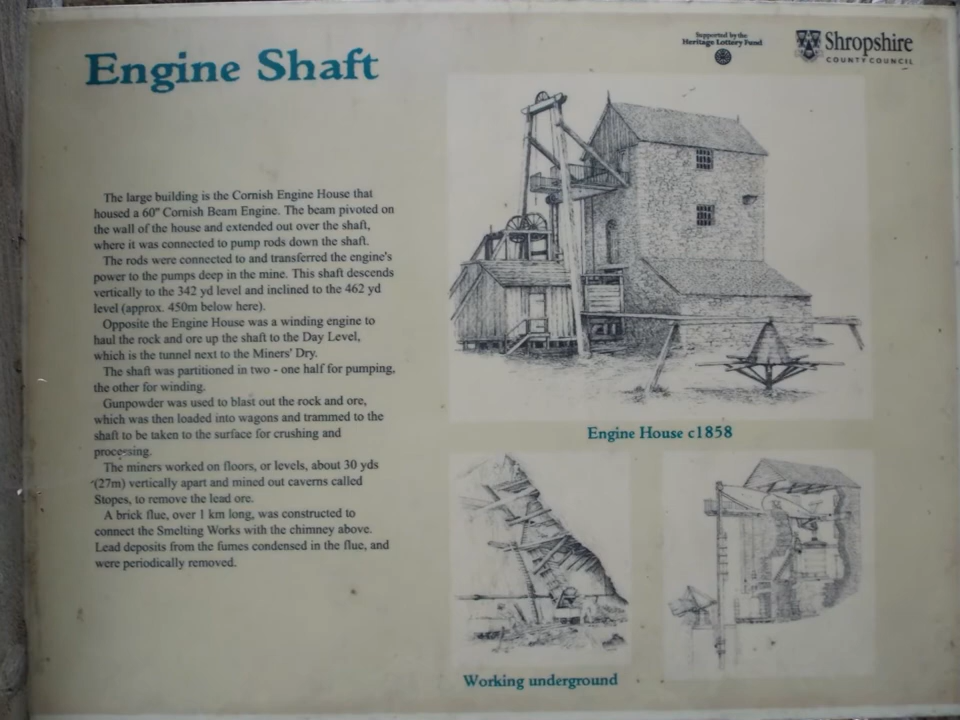 Engine Shaft
Supported by the
Heritage Lottery Fund
Shropshire
COUNTY COUNCIL
The large building is the Cornish Engine House that
housed a 60" Cornish Beam Engine. The beam pivoted on
the wall of the house and extended out over the shaft,
where it was connected to pump rods down the shaft.
The rods were connected to and transferred the engine's
power to the pumps deep in the mine. This shaft descends
vertically to the 342 yd level and inclined to the 462 yd
level (approx. 450m below here).
Opposite the Engine House was a winding engine to
haul the rock and ore up the shaft to the Day Level,
which is the tunnel next to the Miners' Dry.
The shaft was partitioned in two - one half for pumping,
the other for winding.
Gunpowder was used to blast out the rock and ore,
which was then loaded into wagons and trammed to the
shaft to be taken to the surface for crushing and
processing.
The miners worked on floors, or levels, about 30 yds
(27m) vertically apart and mined out caverns called
Stopes, to remove the lead ore.
A brick flue, over 1 km long, was constructed to
connect the Smelting Works with the chimney above.
Lead deposits from the fumes condensed in the flue, and
were periodically removed.
Engine House c1858
Working underground